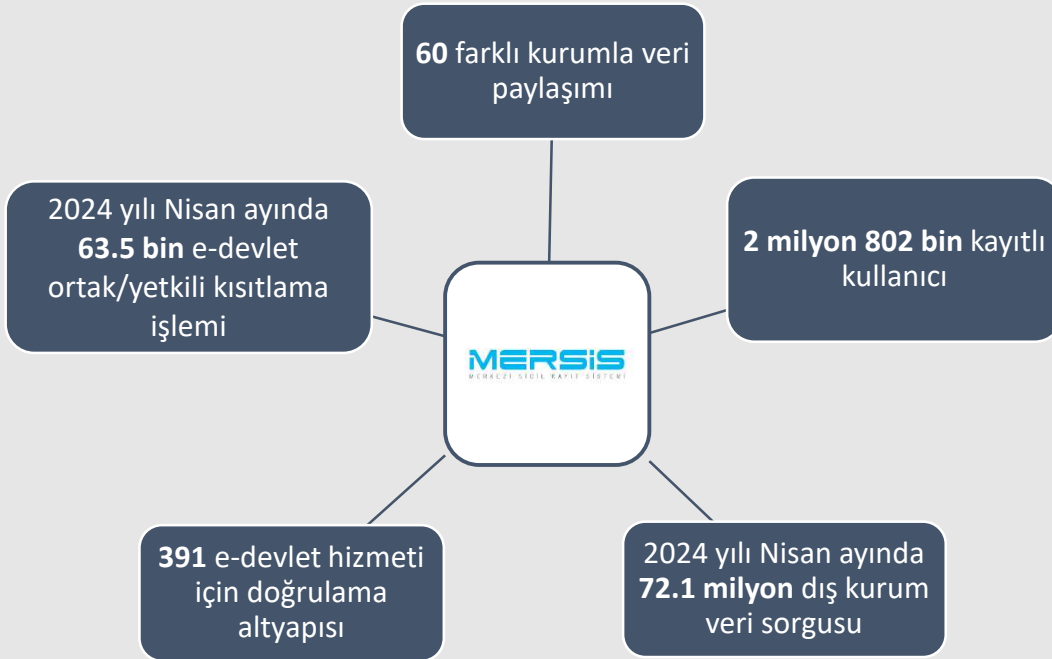 60 farklı kurumla veri
paylaşımı
2024 yılı Nisan ayında
63.5 bin e-devlet
ortak/yetkili kısıtlama
işlemi
2 milyon 802 bin kayıtlı
kullanıcı
MERSiS
MERKEZİ SİCİL KAYIT SİSTEMİ
391 e-devlet hizmeti
için doğrulama
altyapısı
2024 yılı Nisan ayında
72.1 milyon dış kurum
veri sorgusu